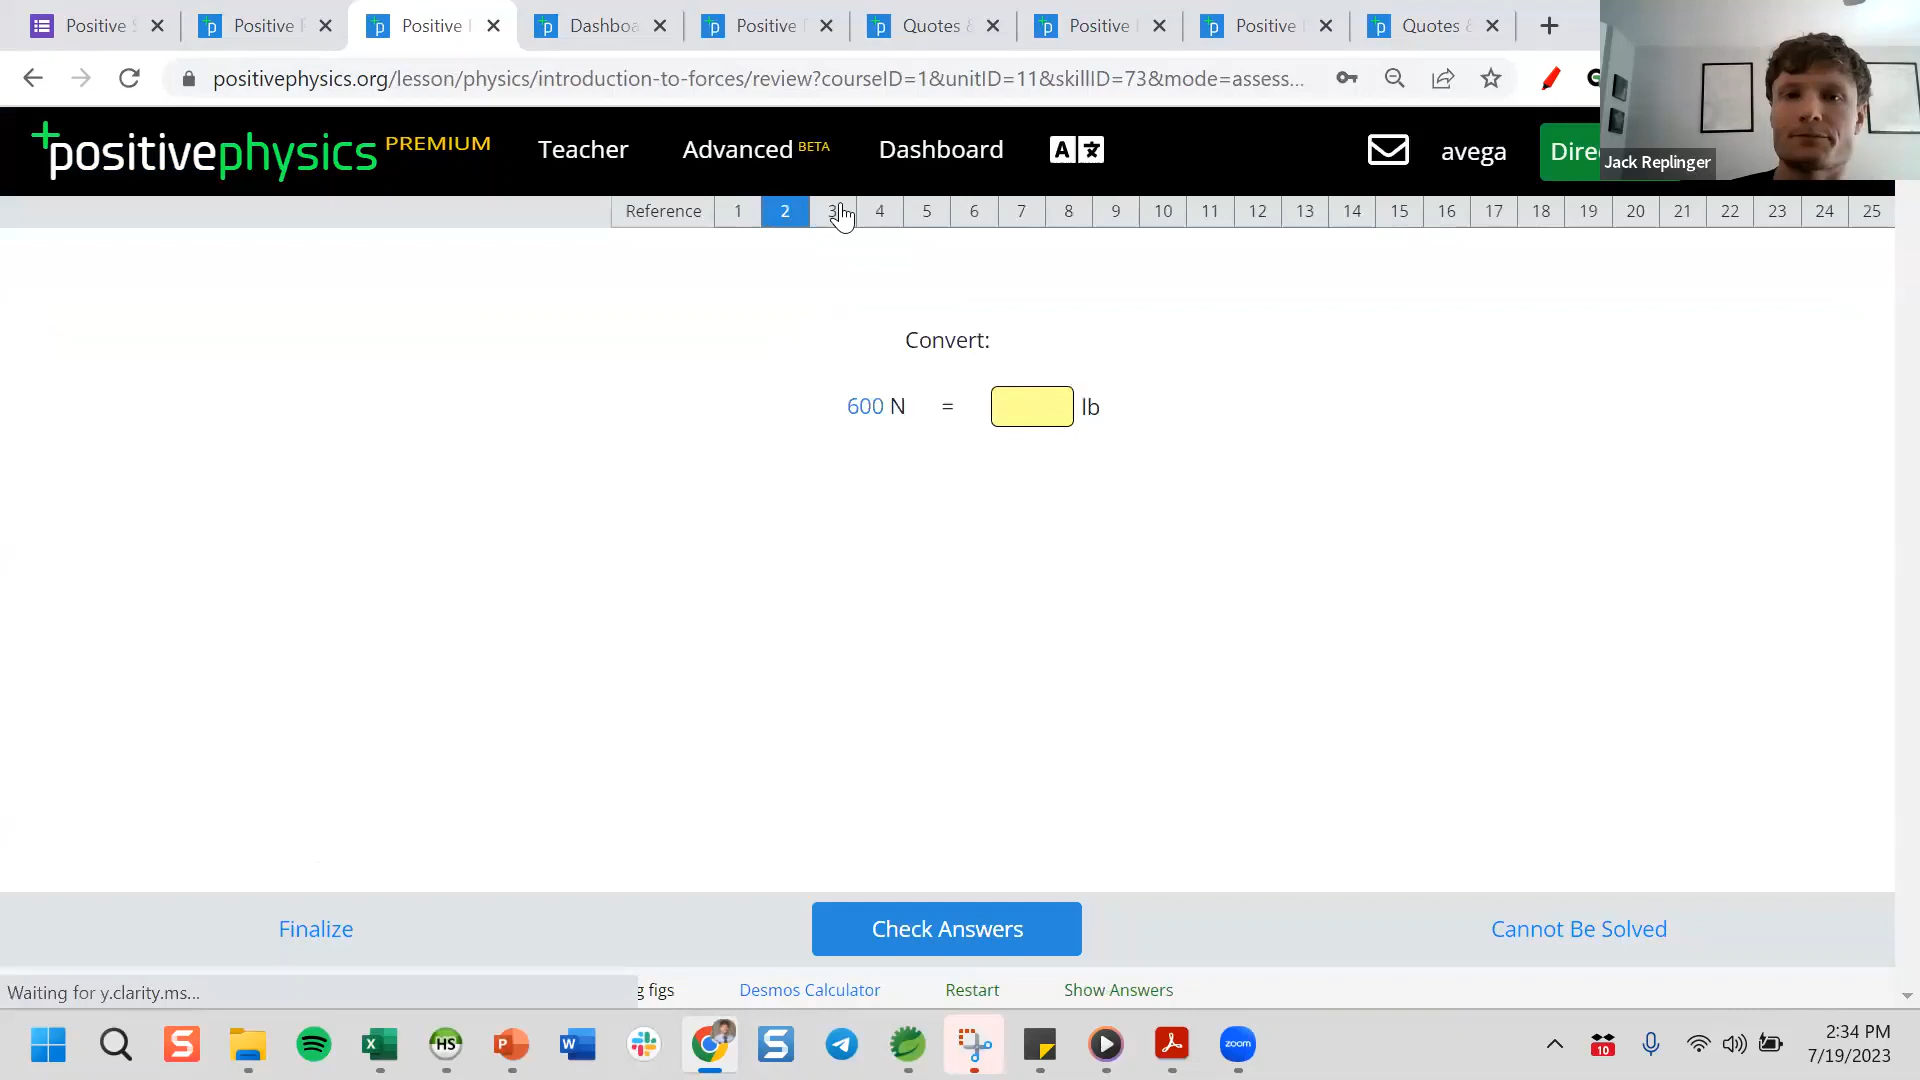 Positive S
Positive P
Positive
Dashboa
Positive
Quotes &
Positive
Positive
Quotes &
positivephysics.org/lesson/physics/introduction-to-forces/review?courseID=1&unitID=11&skillID=73&mode=assess...
positivephysics PREMIUM
Teacher
Advanced BETA
Dashboard
A
avega
Dire
Jack Replinger
Reference 1 2 3 4 5 6 7 8 9 10 11 12 13 14 15 16 17 18 19 20 21 22 23 24 25
Convert:
600 N = lb
Finalize
Check Answers
Cannot Be Solved
Waiting for y.clarity.ms...
g figs
Desmos Calculator
Restart
Show Answers
S
X
HS
P
W
S
zoom
10
2:34 PM
7/19/2023